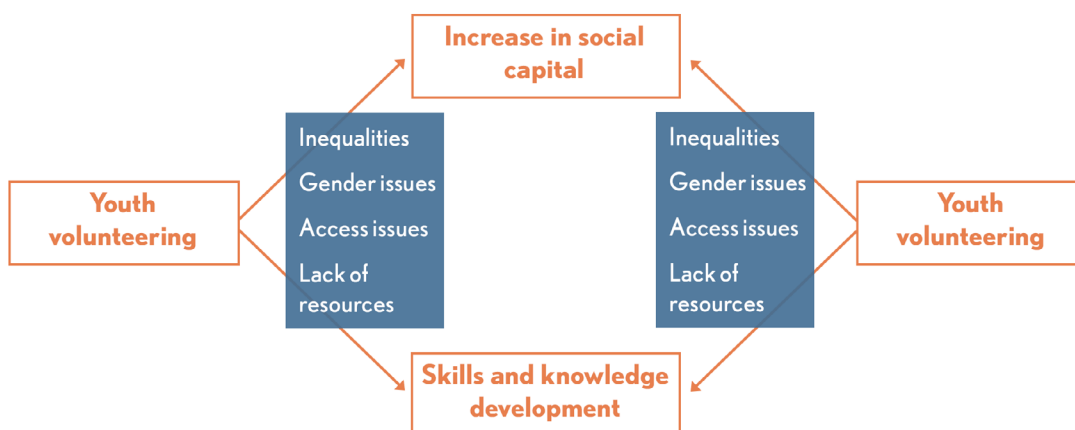 Increase in social
capital
Inequalities
Gender issues
Access issues
Lack of
resources
Inequalities
Gender issues
Access issues
Lack of
resources
Youth
volunteering
Youth
volunteering
Skills and knowledge
development